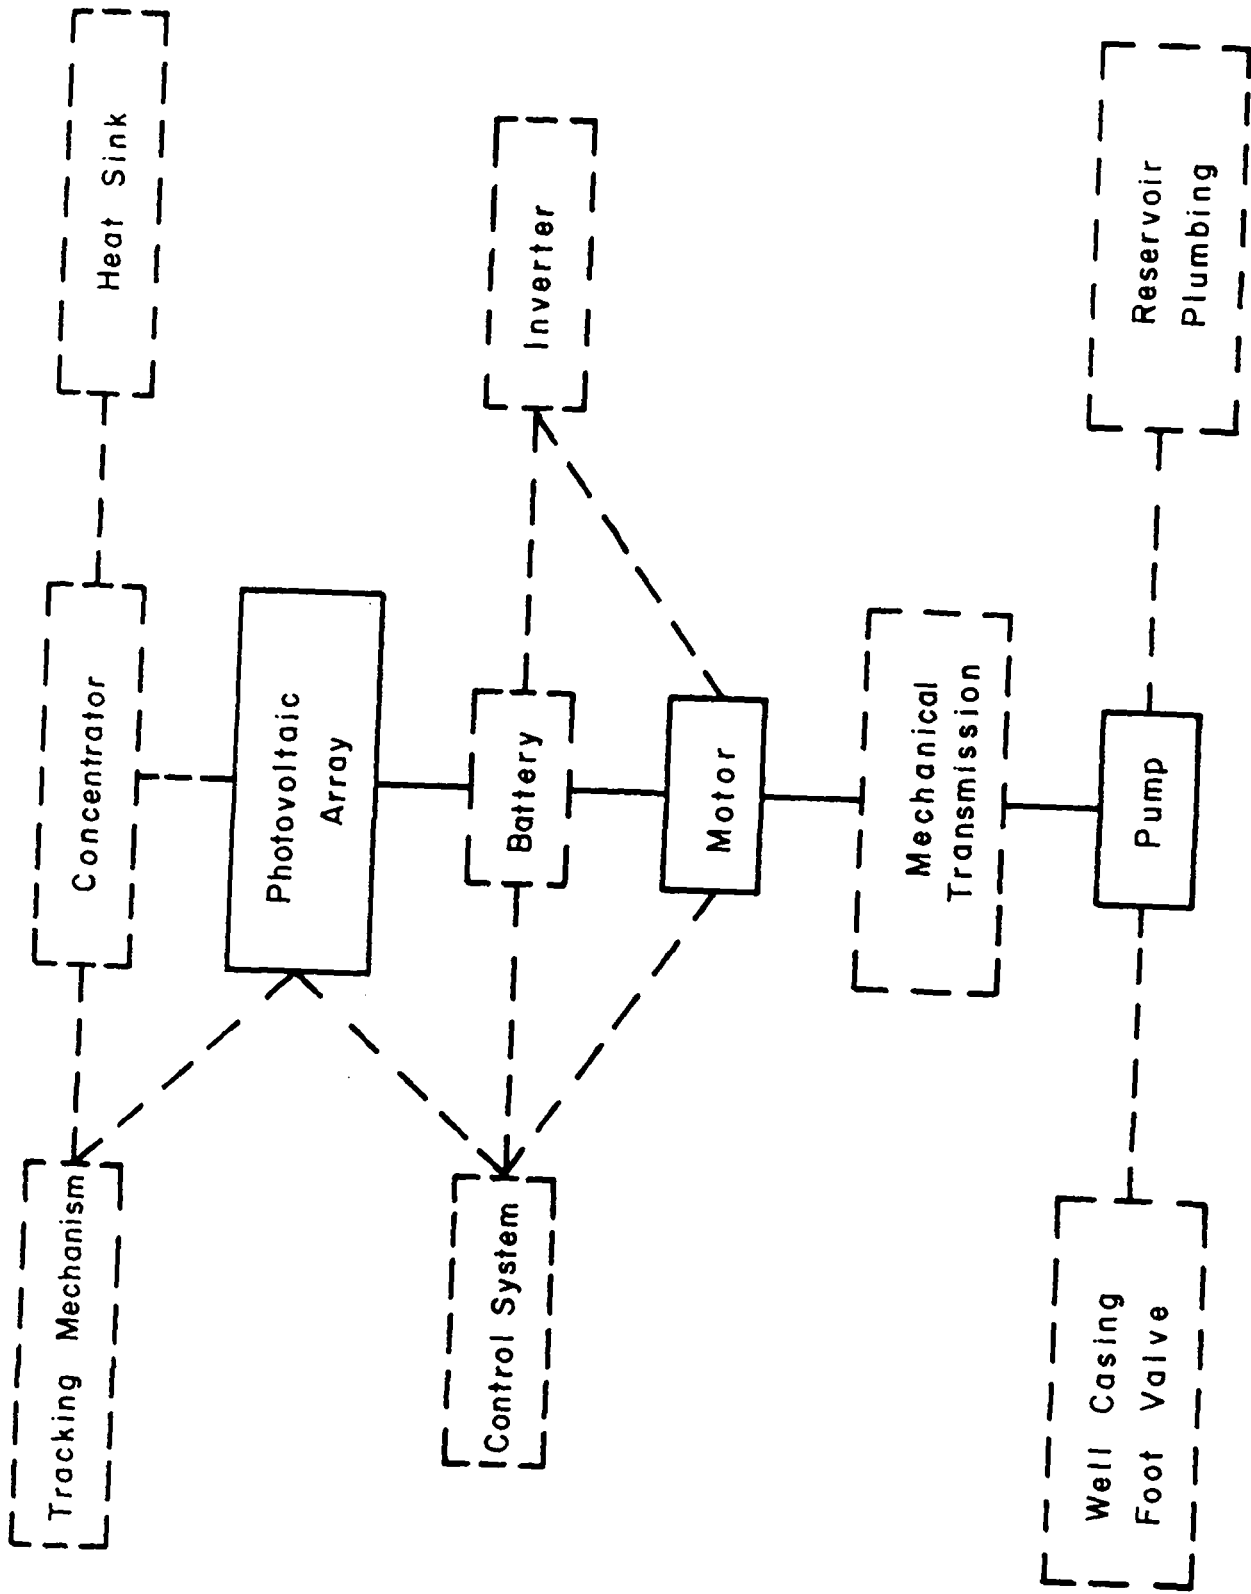 Tracking Mechanism
Concentrator
Heat Sink
Photovoltaic
Array
Control System
Battery
Inverter
Motor
Mechanical
Transmission
Well Casing
Foot Valve
Pump
Reservoir
Plumbing